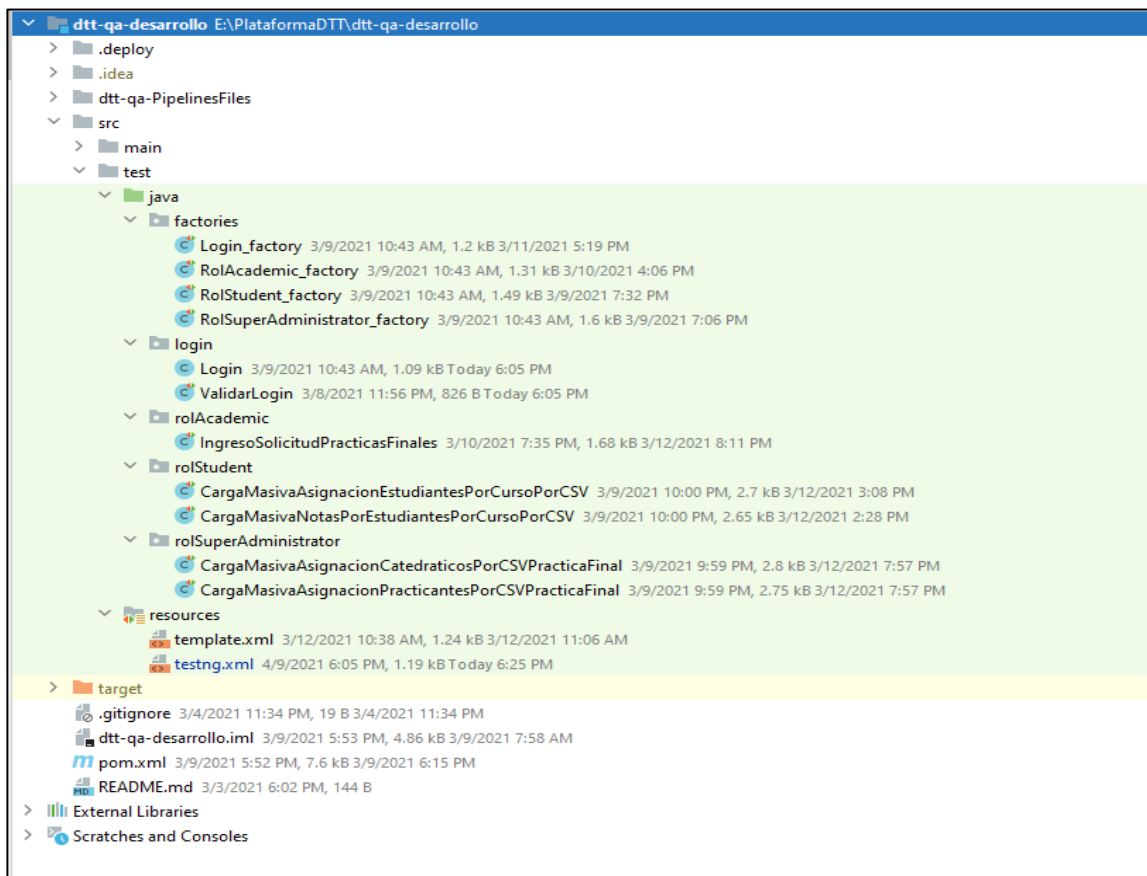 dtt-qa-desarrollo E:\PlataformaDTT\dtt-qa-desarrollo
.deploy
.idea
dtt-qa-PipelinesFiles
src
main
test
java
factories
Login_factory 3/9/2021 10:43 AM, 1.2 kB 3/11/2021 5:19 PM
RolAcademic_factory 3/9/2021 10:43 AM, 1.31 kB 3/10/2021 4:06 PM
RolStudent_factory 3/9/2021 10:43 AM, 1.49 kB 3/9/2021 7:32 PM
RolSuperAdministrator_factory 3/9/2021 10:43 AM, 1.6 kB 3/9/2021 7:06 PM
login
Login 3/9/2021 10:43 AM, 1.09 kB Today 6:05 PM
ValidarLogin 3/8/2021 11:56 PM, 826 B Today 6:05 PM
rolAcademic
IngresoSolicitudPracticasFinales 3/10/2021 7:35 PM, 1.68 kB 3/12/2021 8:11 PM
rolStudent
CargaMasivaAsignacionEstudiantesPorCursoPorCSV 3/9/2021 10:00 PM, 2.7 kB 3/12/2021 3:08 PM
CargaMasivaNotasPorEstudiantesPorCursoPorCSV 3/9/2021 10:00 PM, 2.65 kB 3/12/2021 2:28 PM
rolSuperAdministrator
CargaMasivaAsignacionCatedraticosPorCSVPracticaFinal 3/9/2021 9:59 PM, 2.8 kB 3/12/2021 7:57 PM
CargaMasivaAsignacionPracticantesPorCSVPracticaFinal 3/9/2021 9:59 PM, 2.75 kB 3/12/2021 7:57 PM
resources
template.xml 3/12/2021 10:38 AM, 1.24 kB 3/12/2021 11:06 AM
testng.xml 4/9/2021 6:05 PM, 1.19 kB Today 6:25 PM
target
.gitignore 3/4/2021 11:34 PM, 19 B 3/4/2021 11:34 PM
dtt-qa-desarrollo.iml 3/9/2021 5:53 PM, 4.86 kB 3/9/2021 7:58 AM
pom.xml 3/9/2021 5:52 PM, 7.6 kB 3/9/2021 6:15 PM
README.md 3/3/2021 6:02 PM, 144 B
External Libraries
Scratches and Consoles